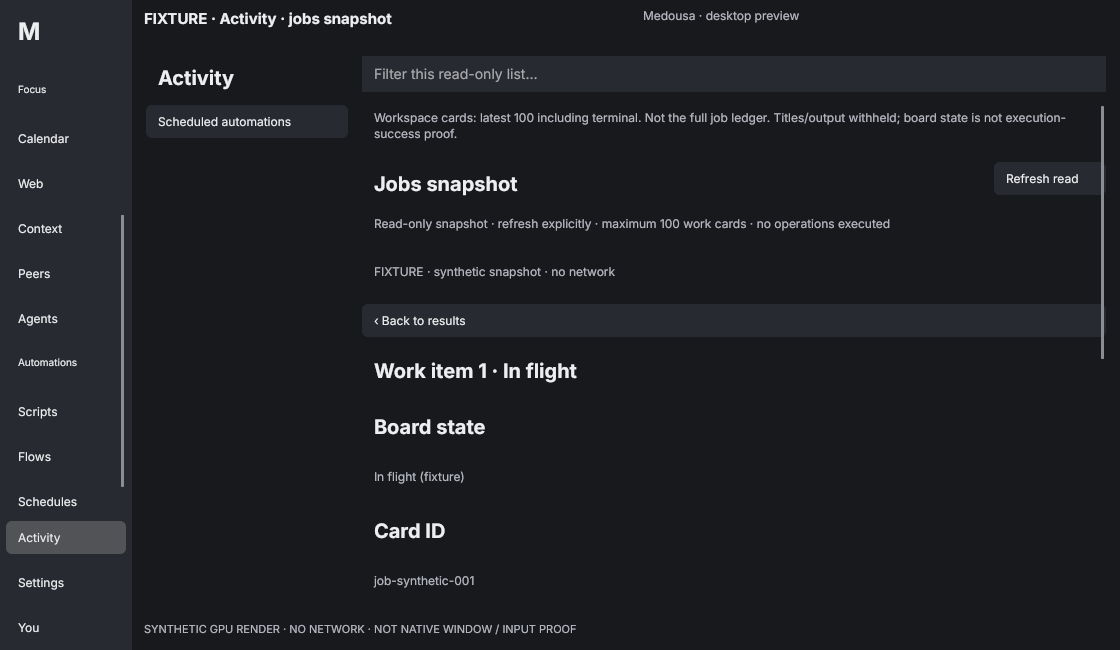 M
Focus
Calendar
Web
Context
Peers
Agents
Automations
Scripts
Flows
Schedules
Activity
Settings
You
FIXTURE · Activity · jobs snapshot
Medousa · desktop preview
Activity
Scheduled automations
Filter this read-only list...
Workspace cards: latest 100 including terminal. Not the full job ledger. Titles/output withheld; board state is not execution-
success proof.
Jobs snapshot
Refresh read
Read-only snapshot · refresh explicitly · maximum 100 work cards · no operations executed
FIXTURE · synthetic snapshot · no network
‹ Back to results
Work item 1 · In flight
Board state
In flight (fixture)
Card ID
job-synthetic-001
SYNTHETIC GPU RENDER · NO NETWORK · NOT NATIVE WINDOW / INPUT PROOF